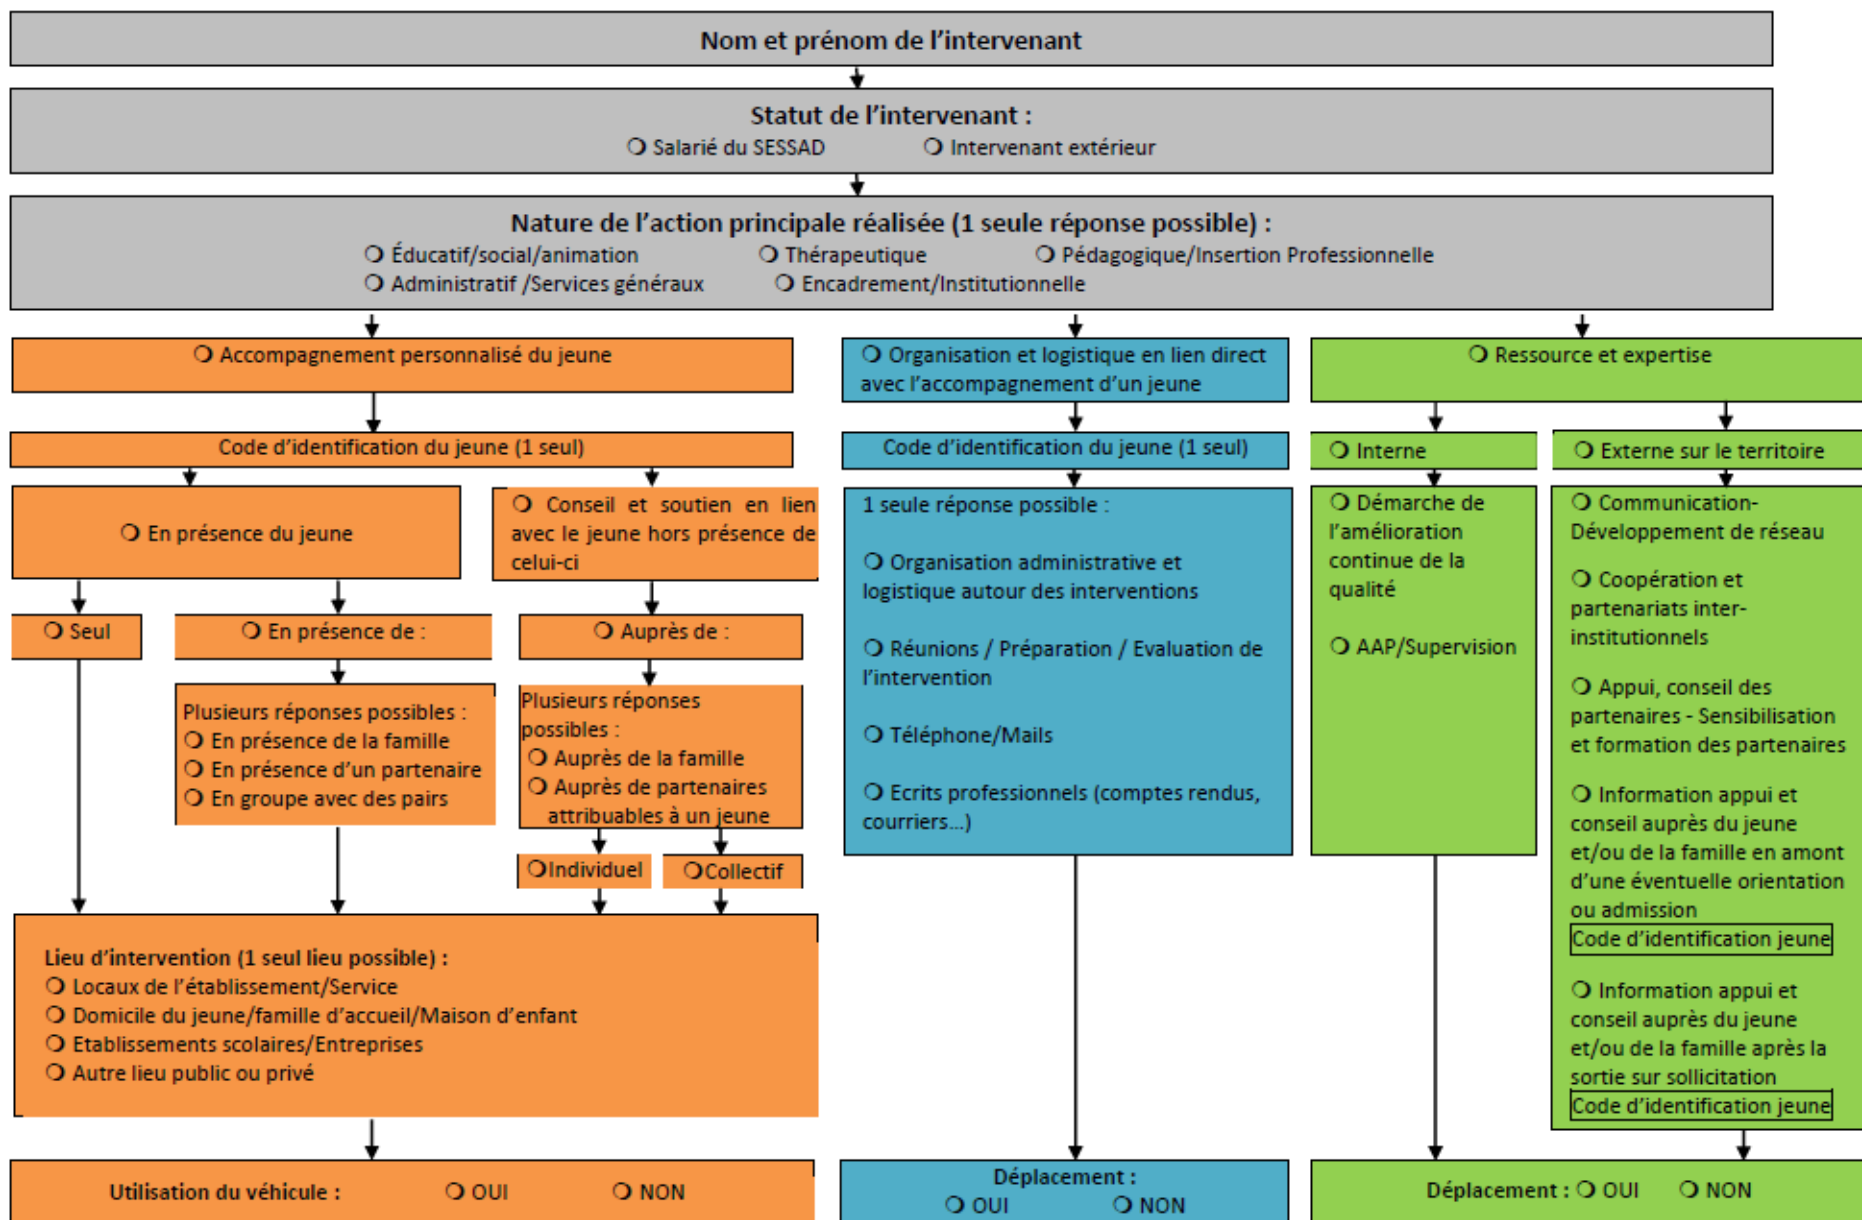 Nom et prénom de l'intervenant
Statut de l'intervenant :
❍ Salarié du SESSAD ❍ Intervenant extérieur
Nature de l'action principale réalisée (1 seule réponse possible) :
❍ Éducatif/social/animation ❍ Thérapeutique ❍ Pédagogique/Insertion Professionnelle
❍ Administratif /Services généraux ❍ Encadrement/Institutionnelle
❍ Accompagnement personnalisé du jeune
Code d'identification du jeune (1 seul)
❍ En présence du jeune
❍ Conseil et soutien en lien
avec le jeune hors présence de
celui-ci
❍ Seul
❍ En présence de :
❍ Auprès de :
Plusieurs réponses possibles :
❍ En présence de la famille
❍ En présence d'un partenaire
❍ En groupe avec des pairs
Plusieurs réponses
possibles :
❍ Auprès de la famille
❍ Auprès de partenaires
attribuables à un jeune
❍Individuel
❍Collectif
Lieu d'intervention (1 seul lieu possible) :
❍ Locaux de l'établissement/Service
❍ Domicile du jeune/famille d'accueil/Maison d'enfant
❍ Etablissements scolaires/Entreprises
❍ Autre lieu public ou privé
Utilisation du véhicule : ❍ OUI ❍ NON
❍ Organisation et logistique en lien direct
avec l'accompagnement d'un jeune
Code d'identification du jeune (1 seul)
1 seule réponse possible :
❍ Organisation administrative et
logistique autour des interventions
❍ Réunions / Préparation / Evaluation de
l'intervention
❍ Téléphone/Mails
❍ Ecrits professionnels (comptes rendus,
courriers...)
Déplacement :
❍ OUI ❍ NON
❍ Ressource et expertise
❍ Interne
❍ Démarche de
l'amélioration
continue de la
qualité
❍ AAP/Supervision
❍ Externe sur le territoire
❍ Communication-
Développement de réseau
❍ Coopération et
partenariats inter-
institutionnels
❍ Appui, conseil des
partenaires - Sensibilisation
et formation des partenaires
❍ Information appui et
conseil auprès du jeune
et/ou de la famille en amont
d'une éventuelle orientation
ou admission
Code d'identification jeune
❍ Information appui et
conseil auprès du jeune
et/ou de la famille après la
sortie sur sollicitation
Code d'identification jeune
Déplacement : ❍ OUI ❍ NON